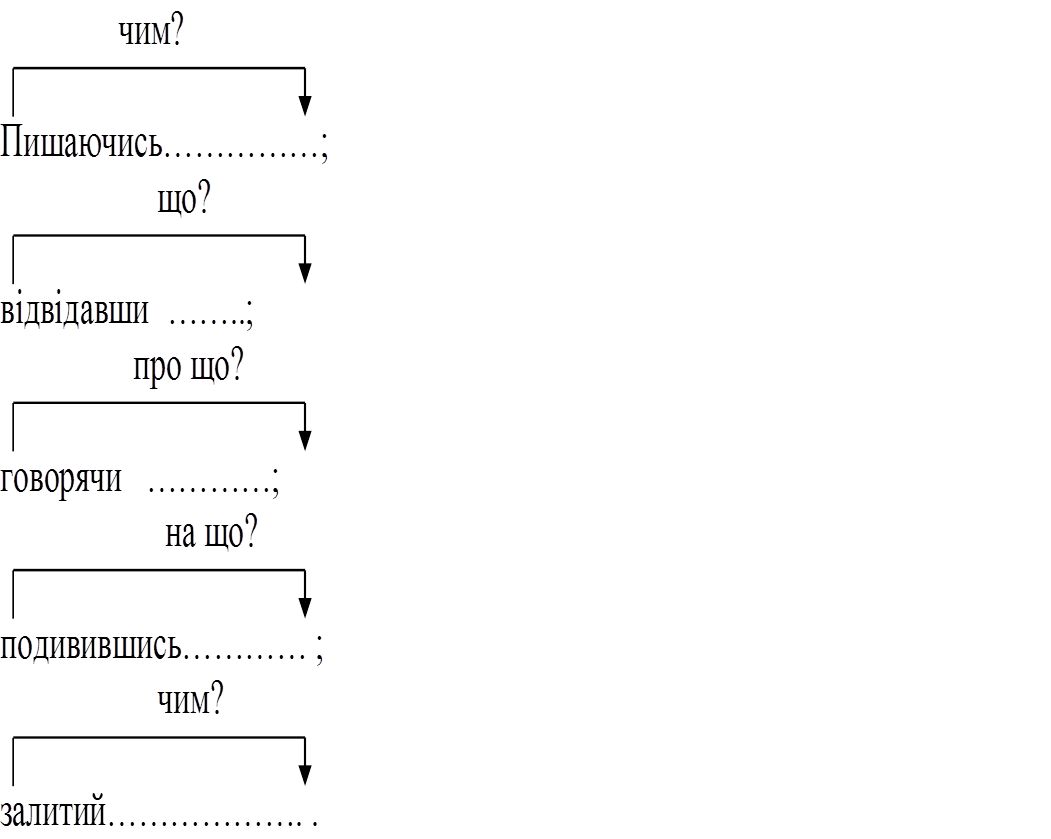 чим?
Пишаючись……………;
що?
відвідавши ……..;
про що?
говорячи …………;
на що?
подивившись………… ;
чим?
залитий………………. .